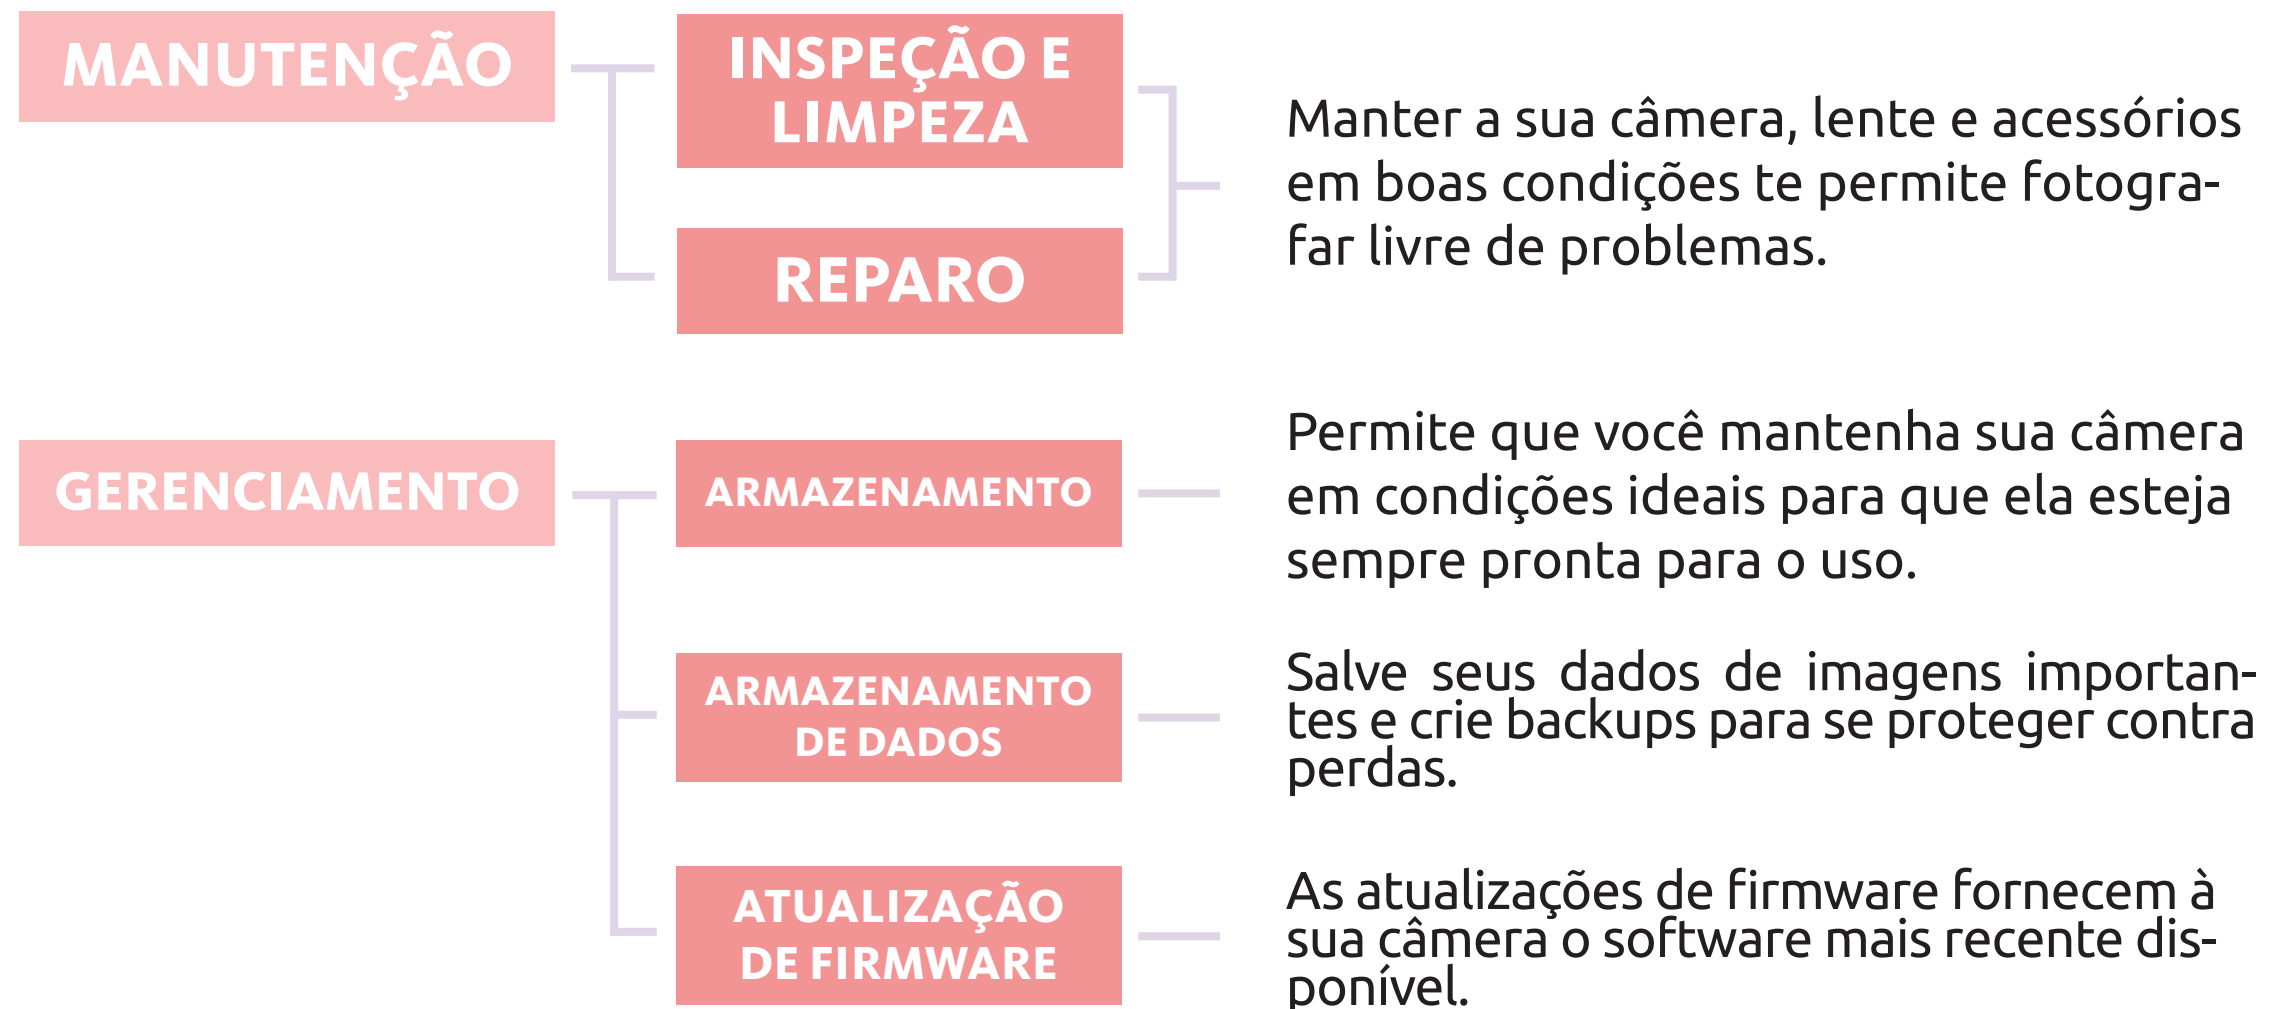 MANUTENÇÃO
INSPEÇÃO E
LIMPEZA
REPARO
Manter a sua câmera, lente e acessórios
em boas condições te permite fotogra-
far livre de problemas.
GERENCIAMENTO
ARMAZENAMENTO
Permite que você mantenha sua câmera
em condições ideais para que ela esteja
sempre pronta para o uso.
ARMAZENAMENTO
DE DADOS
Salve seus dados de imagens importan-
tes e crie backups para se proteger contra
perdas.
ATUALIZAÇÃO
DE FIRMWARE
As atualizações de firmware fornecem à
sua câmera o software mais recente dis-
ponível.